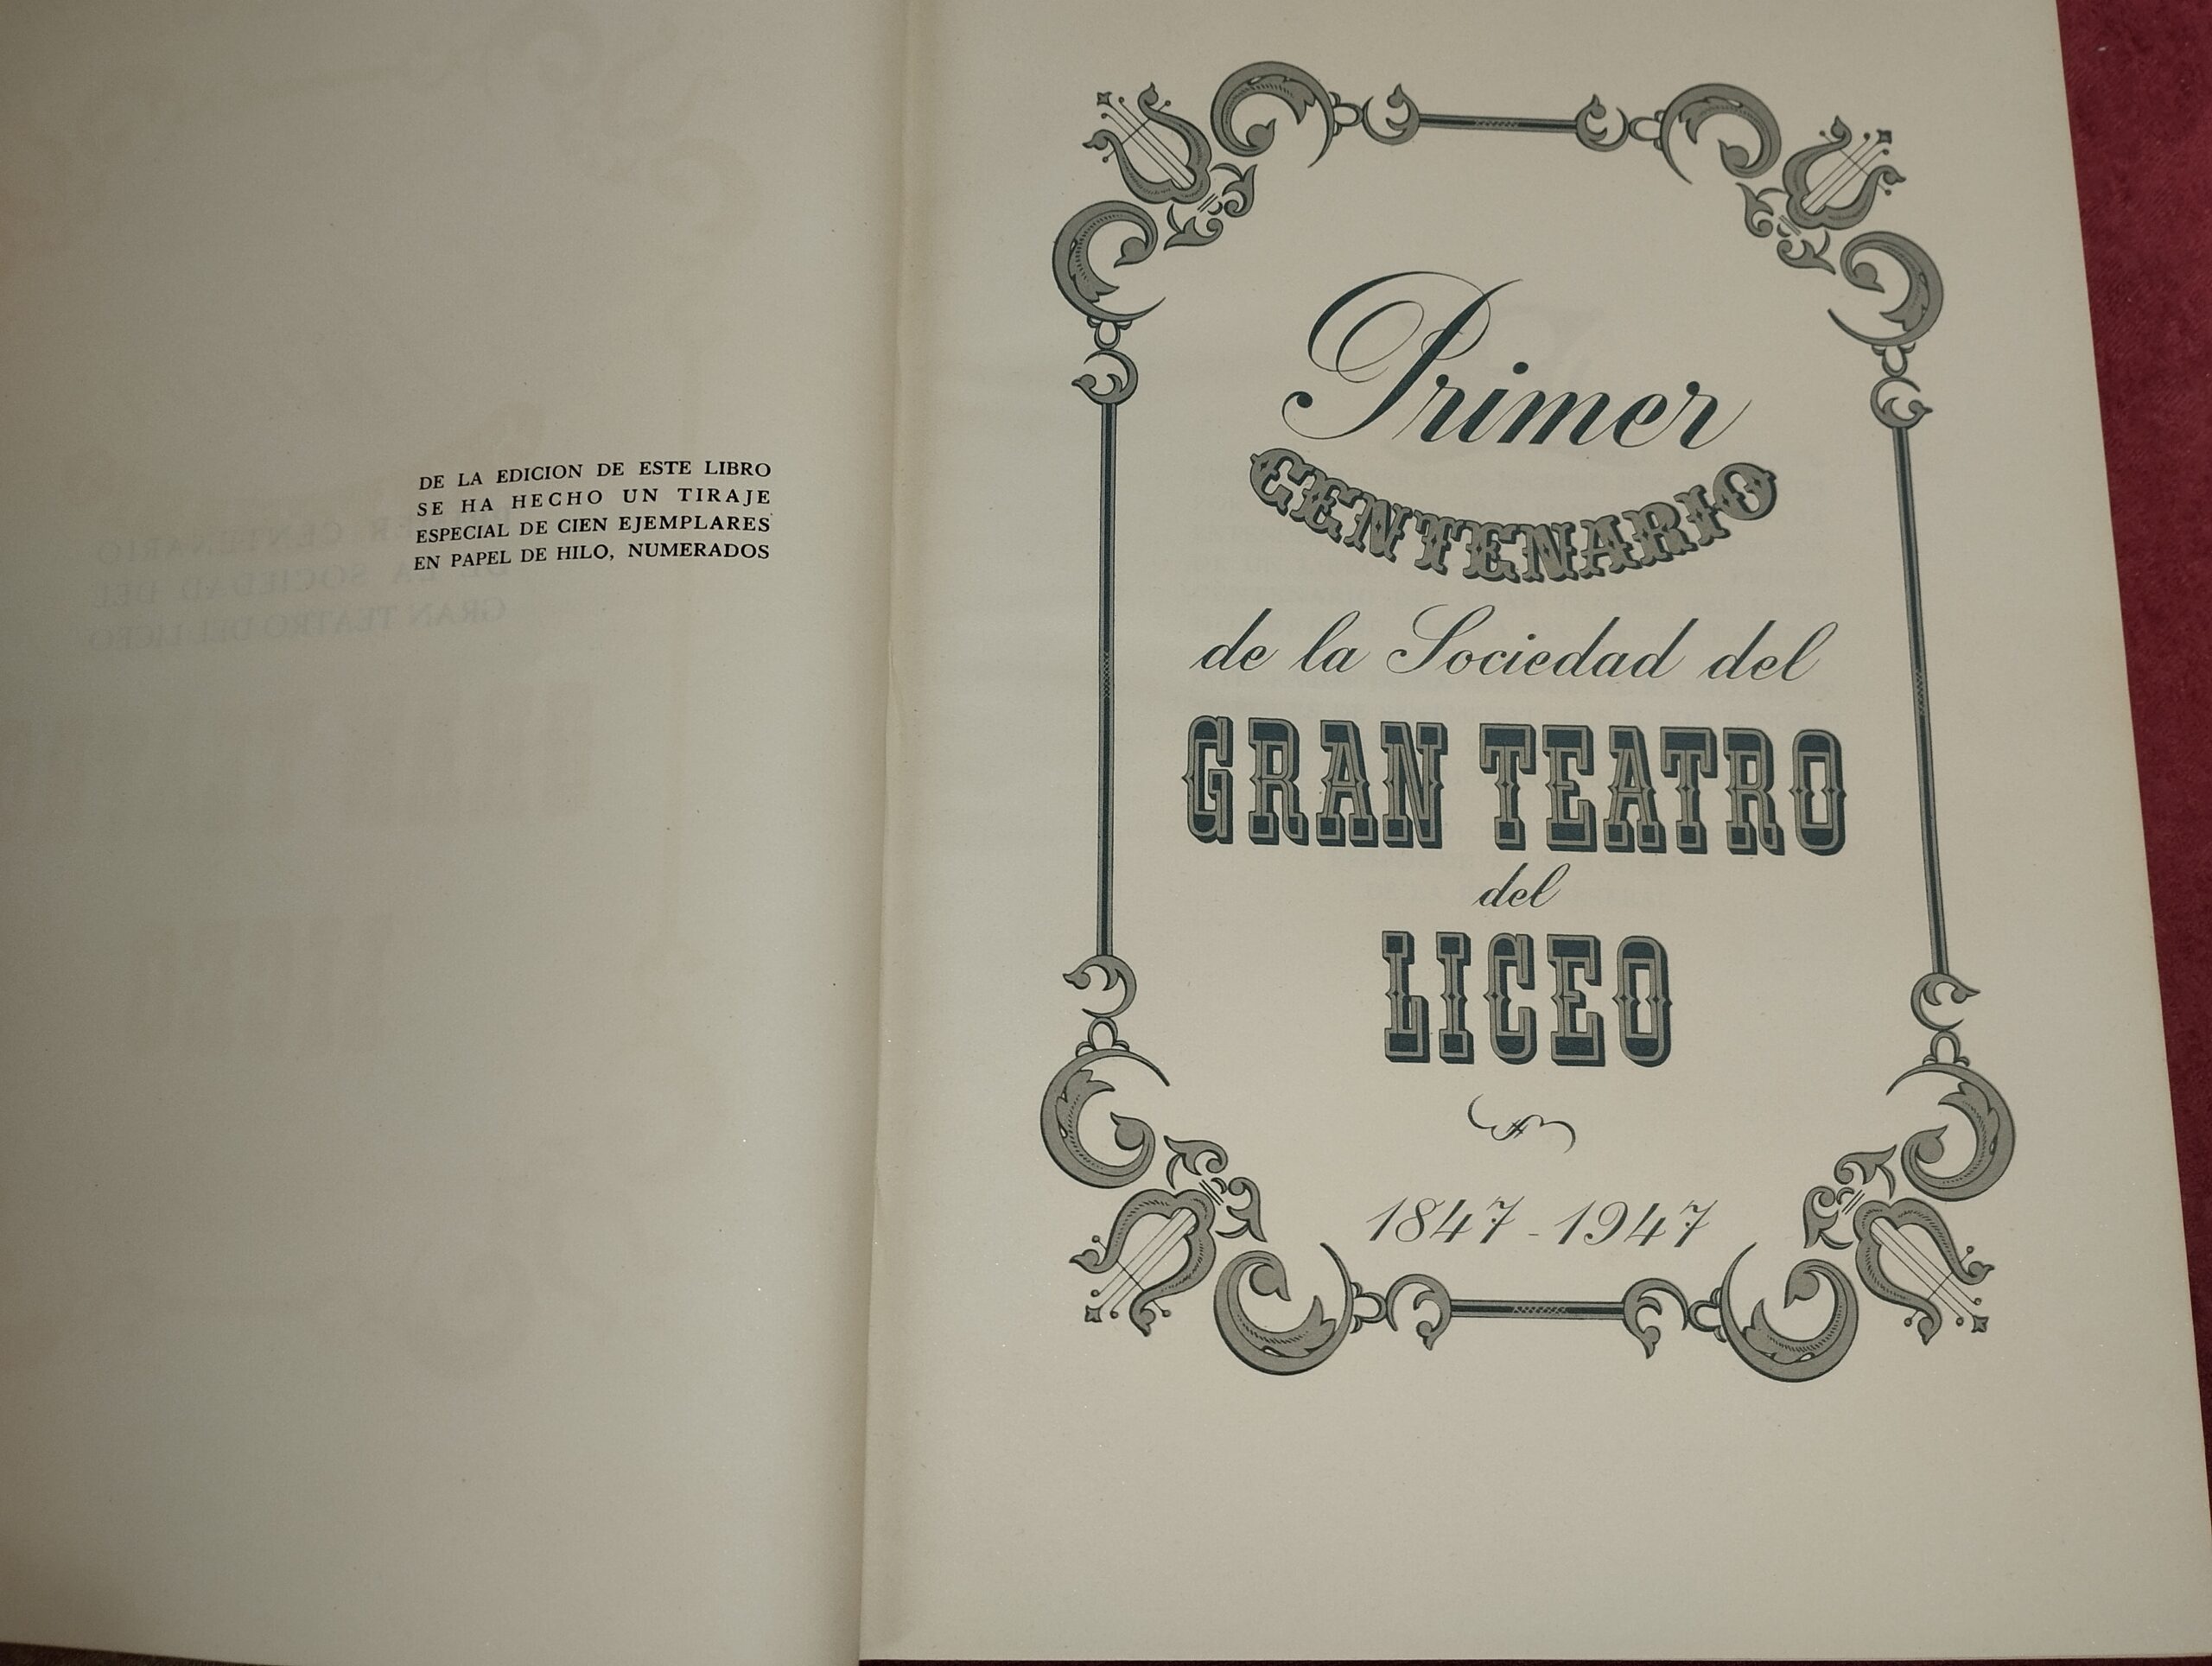 DE LA EDICION DE ESTE LIBRO
SE HA HECHO UN TIRAJE
ESPECIAL DE CIEN EJEMPLARES
EN PAPEL DE HILO, NUMERADOS
Primer
CENTENARIO
de la Sociedad del
GRAN TEATRO
del
LICEO
1847-1947